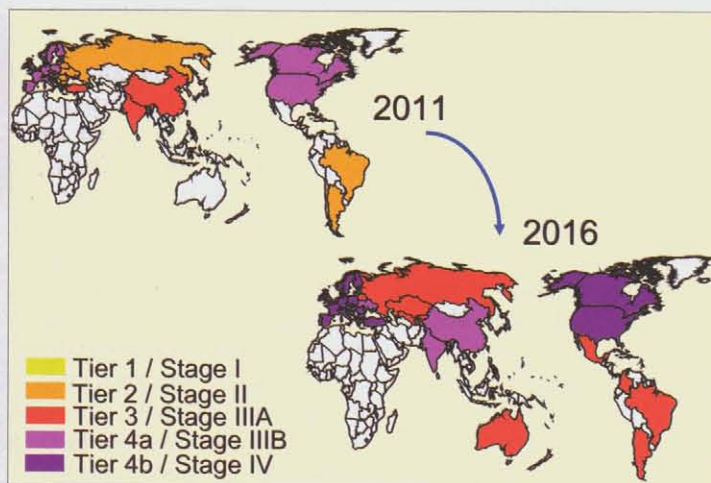 2011
2016
Tier 1 / Stage I
Tier 2 / Stage II
Tier 3 / Stage IIIA
Tier 4a / Stage IIIB
Tier 4b / Stage IV